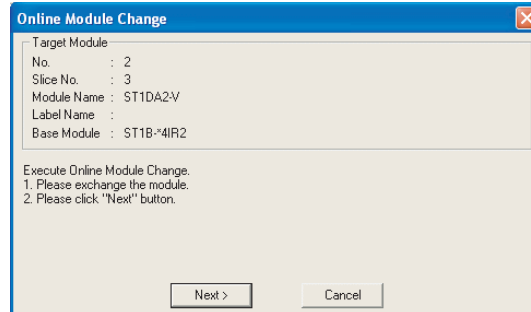 Online Module Change
Target Module
No. : 2
Slice No. : 3
Module Name : ST1DA2-V
Label Name :
Base Module : ST1B-*4IR2
Execute Online Module Change.
1. Please exchange the module.
2. Please click "Next" button.
Next >
Cancel